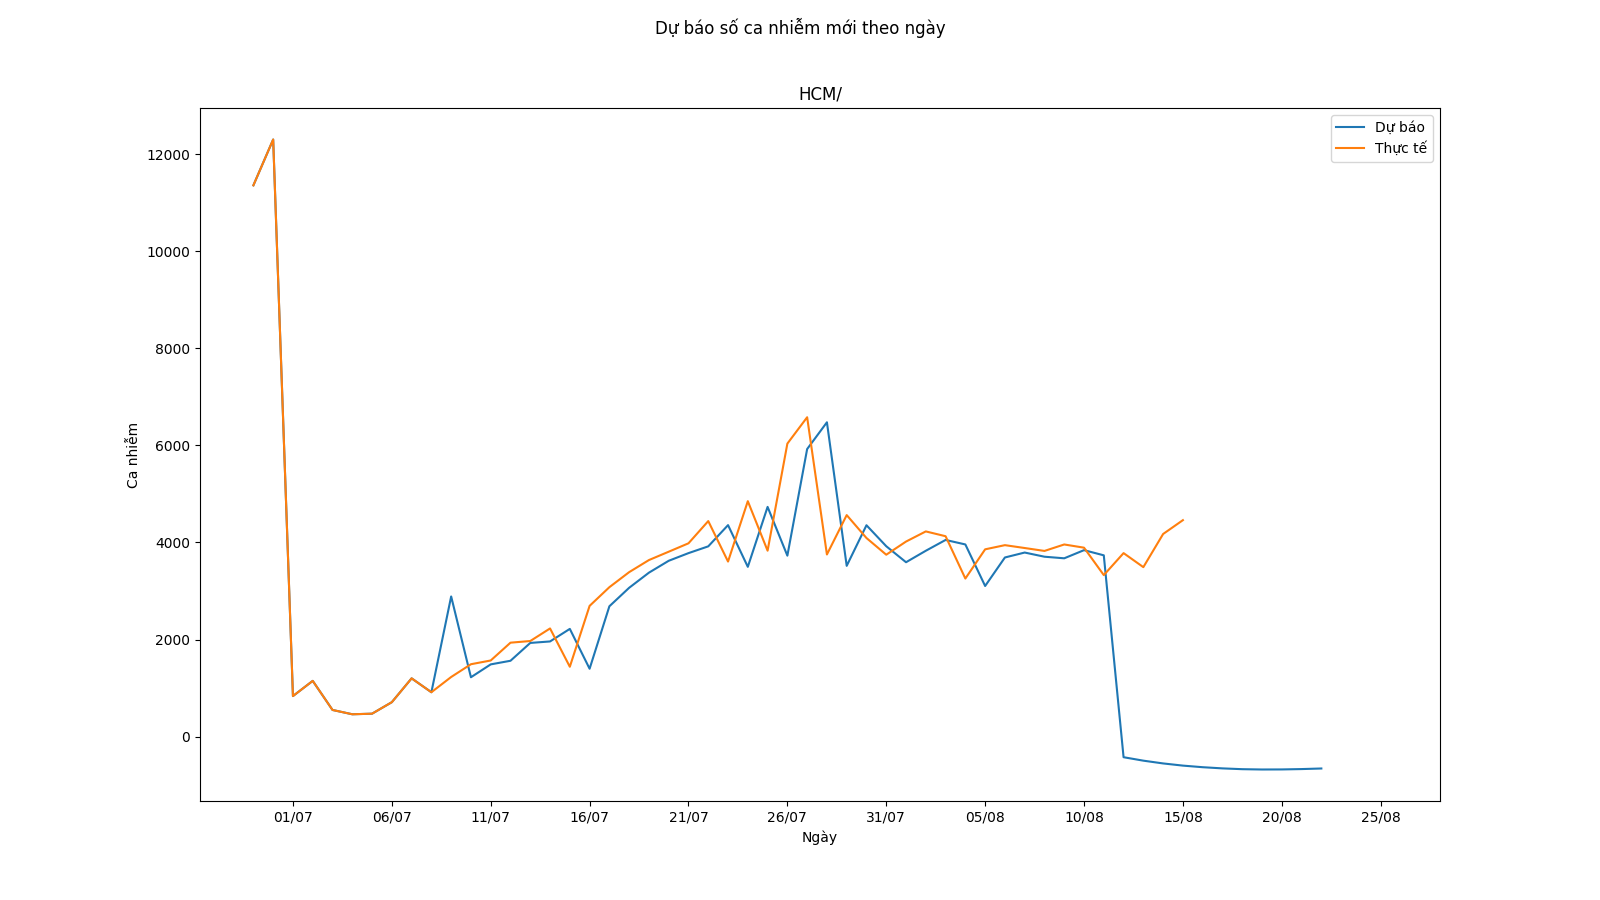 Dự báo số ca nhiễm mới theo ngày
HCM/
Dự báo
Thực tế
12000
10000
8000
6000
4000
2000
0
Ca nhiễm
01/07 06/07 11/07 16/07 21/07 26/07 31/07 05/08 10/08 15/08 20/08 25/08
Ngày